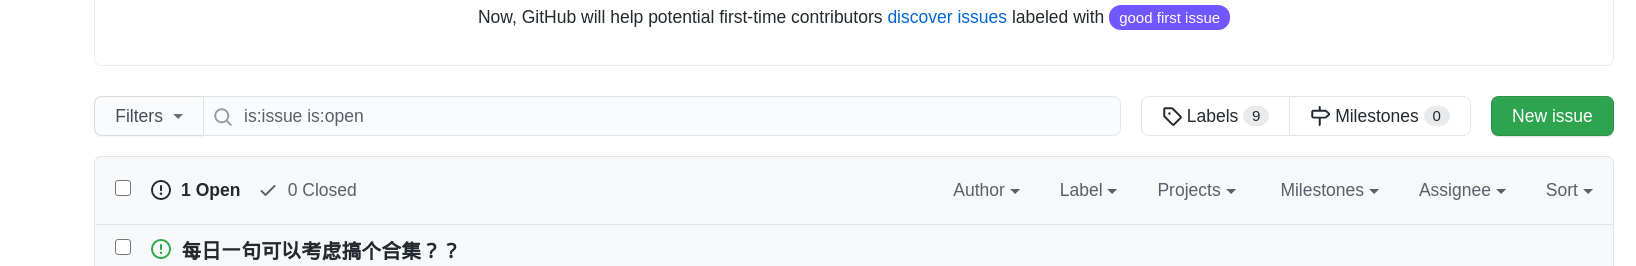 Now, GitHub will help potential first-time contributors discover issues labeled with good first issue
Filters is:issue is:open Labels 9 Milestones 0 New issue
1 Open 0 Closed Author Label Projects Milestones Assignee Sort
每日一句可以考虑搞个合集？？